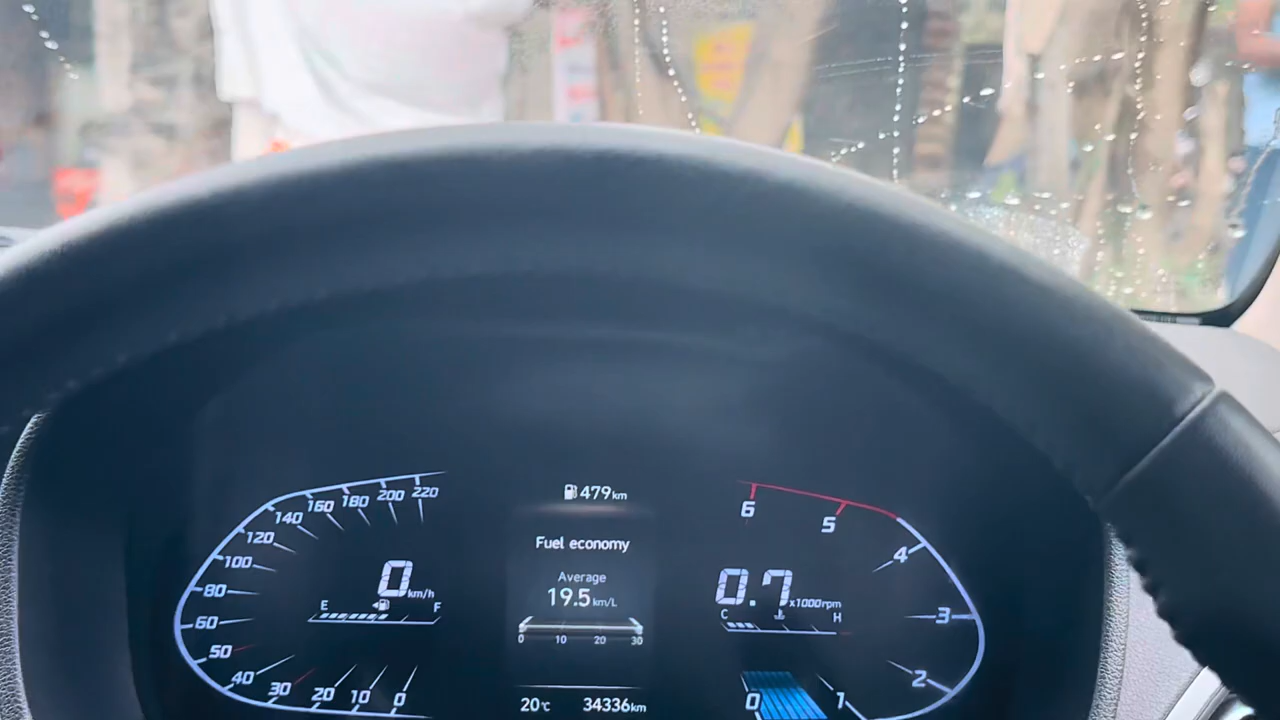 479km
Fuel economy
Average
19.5km/L
0 10 20 30
20℃ 34336km
220
200
180
160
140
120
100
80
60
50
40
30
20
10
0
0km/h
E F
6
5
4
3
2
1
0
0.7x1000rpm
C H